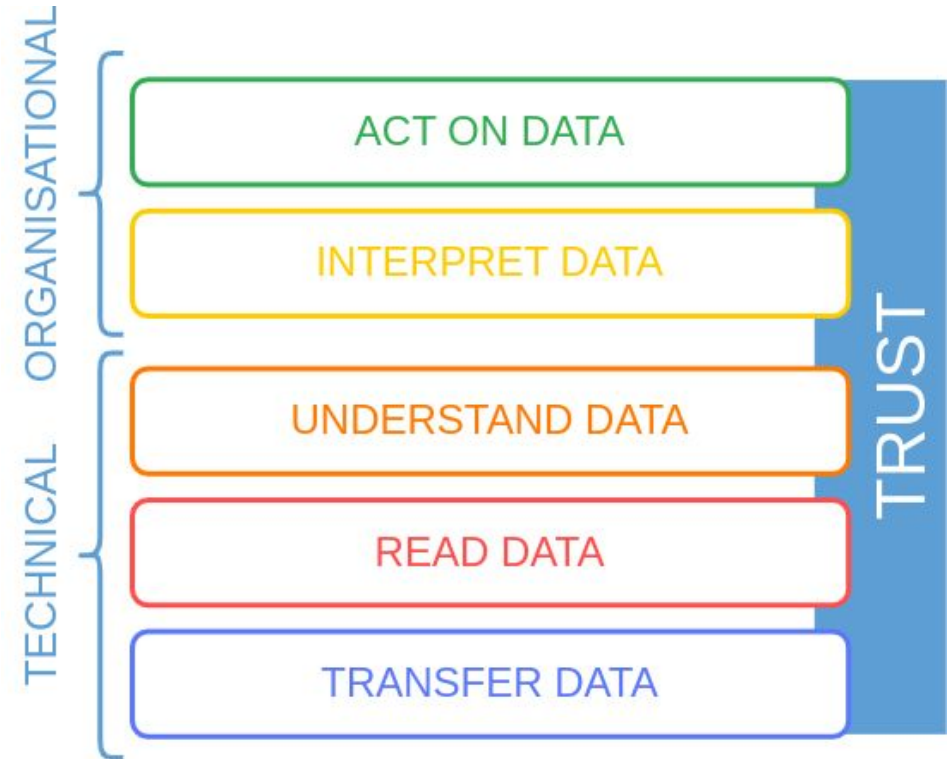 ORGANISATIONAL
ACT ON DATA
INTERPRET DATA
TECHNICAL
UNDERSTAND DATA
READ DATA
TRANSFER DATA
TRUST